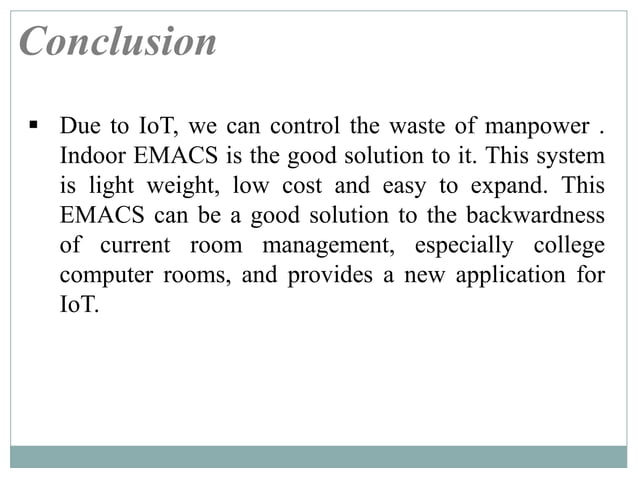 Conclusion
▪ Due to IoT, we can control the waste of manpower .
Indoor EMACS is the good solution to it. This system
is light weight, low cost and easy to expand. This
EMACS can be a good solution to the backwardness
of current room management, especially college
computer rooms, and provides a new application for
IoT.